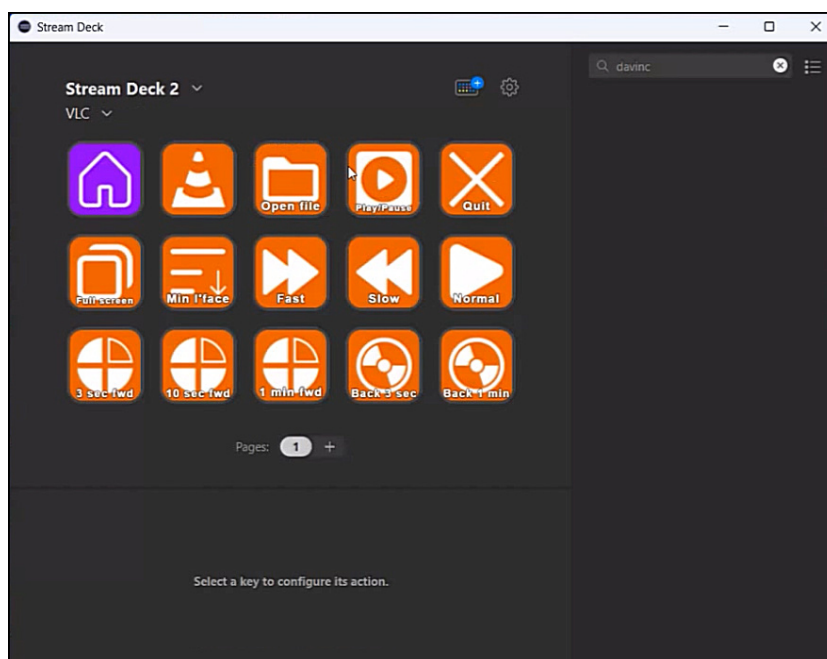 Stream Deck
davinc
Stream Deck 2
VLC
Open file
Play/Pause
Quit
Full screen
Min I'face
Fast
Slow
Normal
3 sec fwd
10 sec fwd
1 min fwd
Back 3 sec
Back 1 min
Pages: 1 +
Select a key to configure its action.